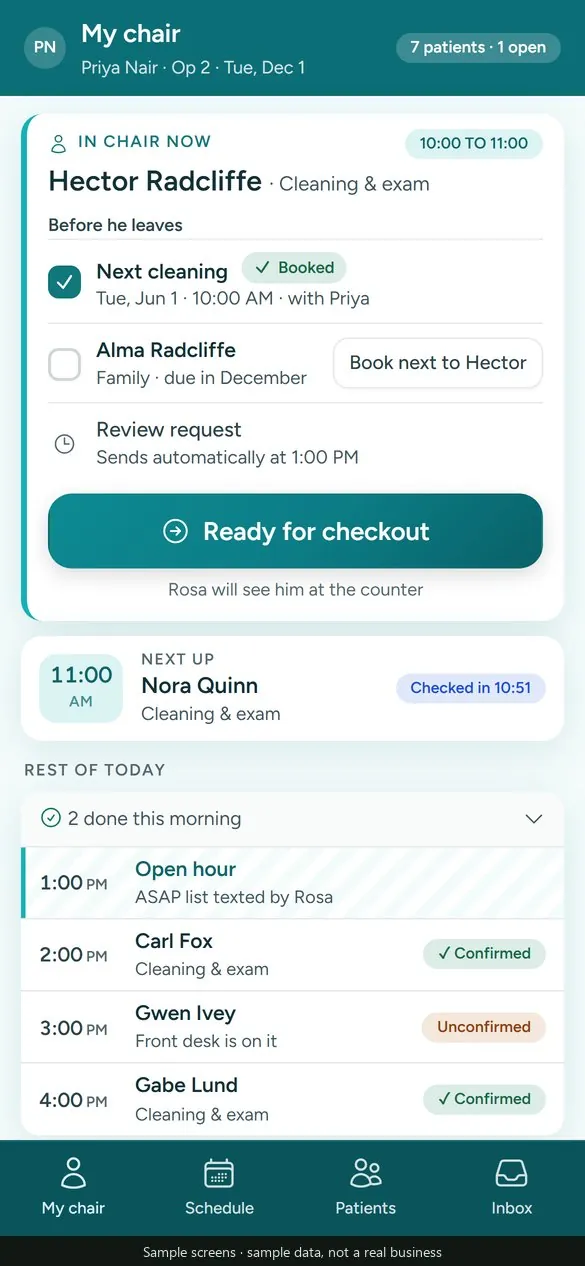 PN
My chair
Priya Nair · Op 2 · Tue, Dec 1
7 patients · 1 open
IN CHAIR NOW
10:00 TO 11:00
Hector Radcliffe · Cleaning & exam
Before he leaves
Next cleaning
✓ Booked
Tue, Jun 1 · 10:00 AM · with Priya
Alma Radcliffe
Family · due in December
Book next to Hector
Review request
Sends automatically at 1:00 PM
Ready for checkout
Rosa will see him at the counter
11:00
AM
NEXT UP
Nora Quinn
Cleaning & exam
Checked in 10:51
REST OF TODAY
2 done this morning
1:00 PM
Open hour
ASAP list texted by Rosa
2:00 PM
Carl Fox
Cleaning & exam
✓ Confirmed
3:00 PM
Gwen Ivey
Front desk is on it
Unconfirmed
4:00 PM
Gabe Lund
Cleaning & exam
✓ Confirmed
My chair
Schedule
Patients
Inbox
Sample screens · sample data, not a real business